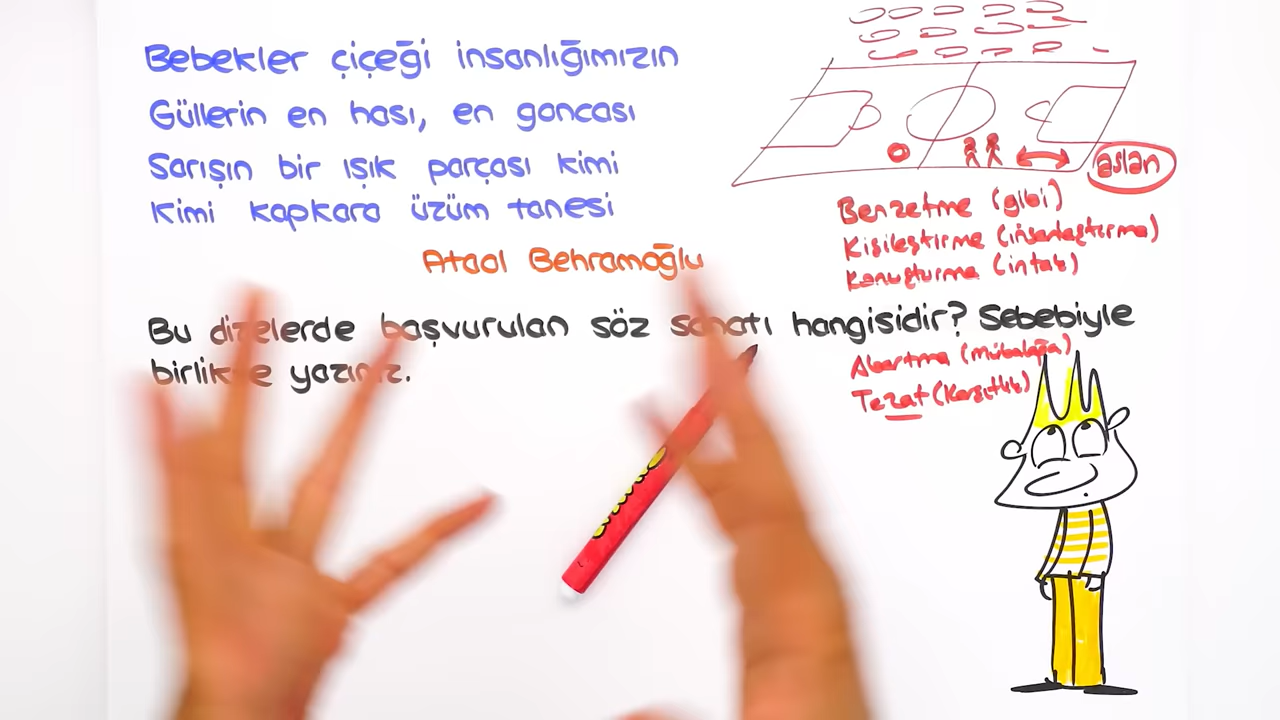 Bebekler çiçeği insanlığımızın
Güllerin en hası, en goncası
Sarışın bir ışık parçası kimi
Kimi kapkara üzüm tanesi
Ataol Behramoğlu
Bu dizelerde başvurulan söz sanatı hangisidir? Sebebiyle
birlikte yazınız.
aslan
Benzetme (gibi)
Kişileştirme (insanlaştırma)
Konuşturma (intak)
Abartma (mübalağa)
Tezat (Karşıtlık)